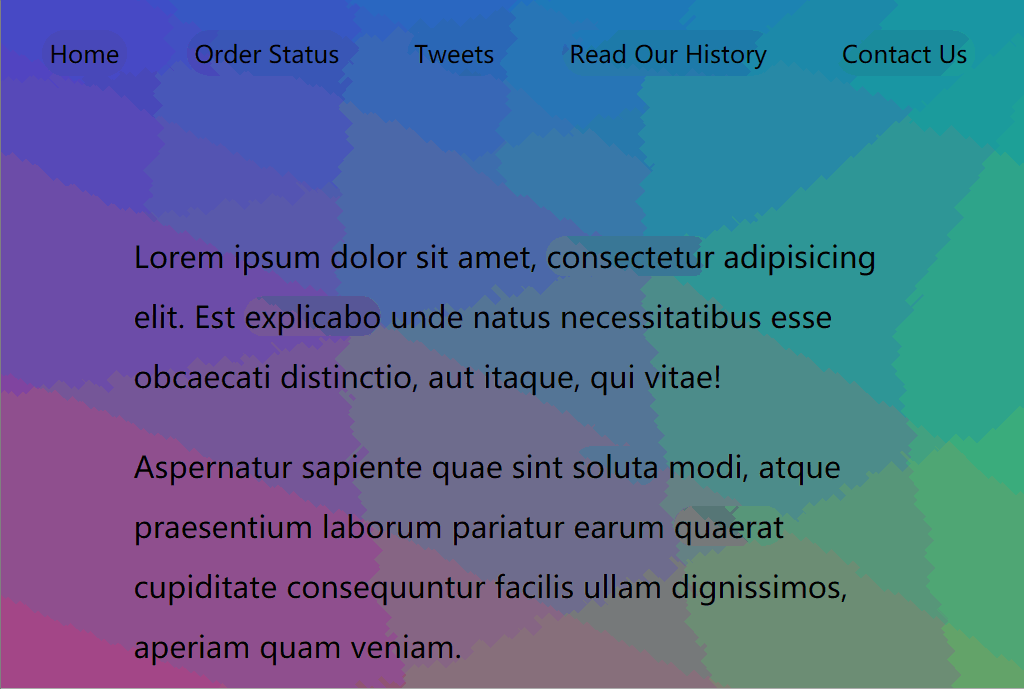 Home Order Status Tweets Read Our History Contact Us
Lorem ipsum dolor sit amet, consectetur adipisicing
elit. Est explicabo unde natus necessitatibus esse
obcaecati distinctio, aut itaque, qui vitae!
Aspernatur sapiente quae sint soluta modi, atque
praesentium laborum pariatur earum quaerat
cupiditate consequuntur facilis ullam dignissimos,
aperiam quam veniam.